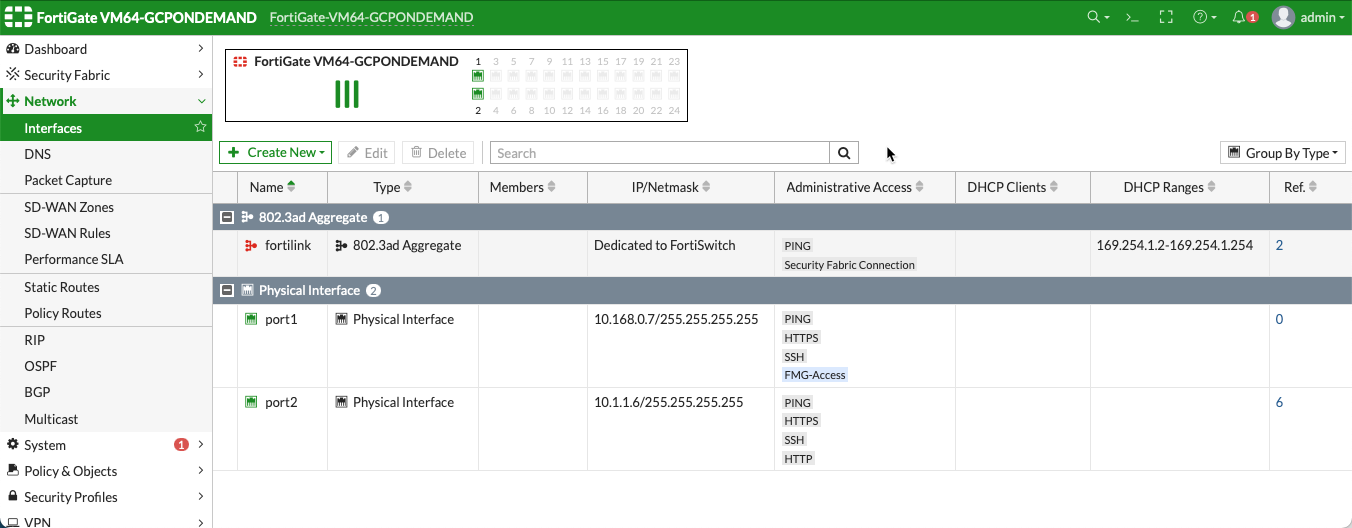 FortiGate VM64-GCPONDEMAND FortiGate-VM64-GCPONDEMAND 1 admin
Dashboard
Security Fabric
Network
Interfaces
DNS
Packet Capture
SD-WAN Zones
SD-WAN Rules
Performance SLA
Static Routes
Policy Routes
RIP
OSPF
BGP
Multicast
System 1
Policy & Objects
Security Profiles
VPN
FortiGate VM64-GCPONDEMAND
1 3 5 7 9 11 13 15 17 19 21 23
2 4 6 8 10 12 14 16 18 20 22 24
Create New Edit Delete Search Group By Type
Name Type Members IP/Netmask Administrative Access DHCP Clients DHCP Ranges Ref.
802.3ad Aggregate 1
fortilink 802.3ad Aggregate Dedicated to FortiSwitch PING 169.254.1.2-169.254.1.254 2
Security Fabric Connection
Physical Interface 2
port1 Physical Interface 10.168.0.7/255.255.255.255 PING 0
HTTPS
SSH
FMG-Access
port2 Physical Interface 10.1.1.6/255.255.255.255 PING 6
HTTPS
SSH
HTTP